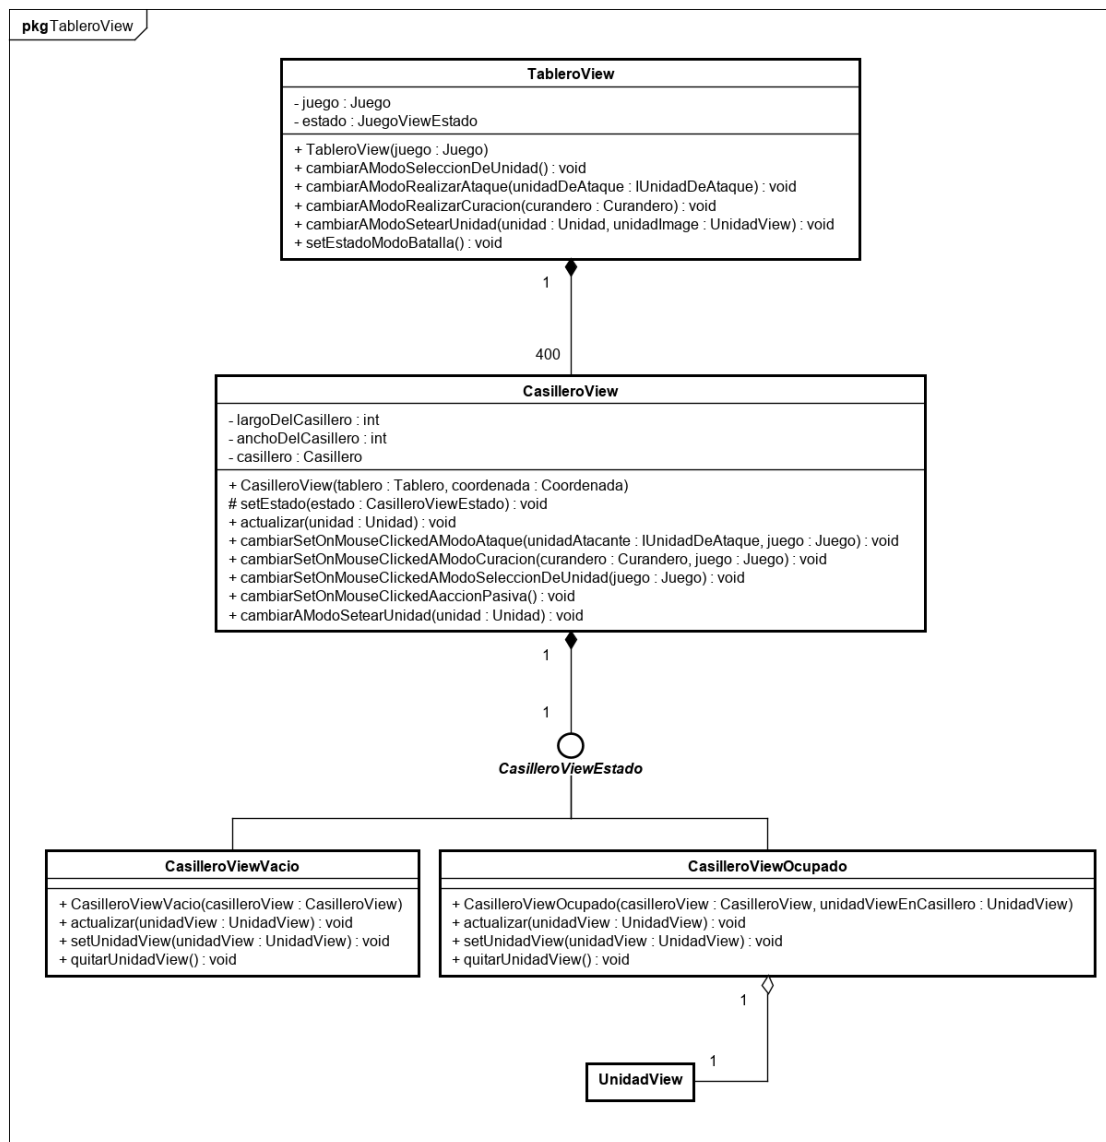 pkg TableroView
TableroView
- juego : Juego
- estado : JuegoViewEstado
+ TableroView(juego : Juego)
+ cambiarAModoSeleccionDeUnidad() : void
+ cambiarAModoRealizarAtaque(unidadDeAtaque : IUnidadDeAtaque) : void
+ cambiarAModoRealizarCuracion(curandero : Curandero) : void
+ cambiarAModoSetearUnidad(unidad : Unidad, unidadImage : UnidadView) : void
+ setEstadoModoBatalla() : void
1
400
CasilleroView
- largoDelCasillero : int
- anchoDelCasillero : int
- casillero : Casillero
+ CasilleroView(tablero : Tablero, coordenada : Coordenada)
# setEstado(estado : CasilleroViewEstado) : void
+ actualizar(unidad : Unidad) : void
+ cambiarSetOnMouseClickedAModoAtaque(unidadAtacante : IUnidadDeAtaque, juego : Juego) : void
+ cambiarSetOnMouseClickedAModoCuracion(curandero : Curandero, juego : Juego) : void
+ cambiarSetOnMouseClickedAModoSeleccionDeUnidad(juego : Juego) : void
+ cambiarSetOnMouseClickedAaccionPasiva() : void
+ cambiarAModoSetearUnidad(unidad : Unidad) : void
1
1
CasilleroViewEstado
CasilleroViewVacio
+ CasilleroViewVacio(casilleroView : CasilleroView)
+ actualizar(unidadView : UnidadView) : void
+ setUnidadView(unidadView : UnidadView) : void
+ quitarUnidadView() : void
CasilleroViewOcupado
+ CasilleroViewOcupado(casilleroView : CasilleroView, unidadViewEnCasillero : UnidadView)
+ actualizar(unidadView : UnidadView) : void
+ setUnidadView(unidadView : UnidadView) : void
+ quitarUnidadView() : void
1
1
UnidadView